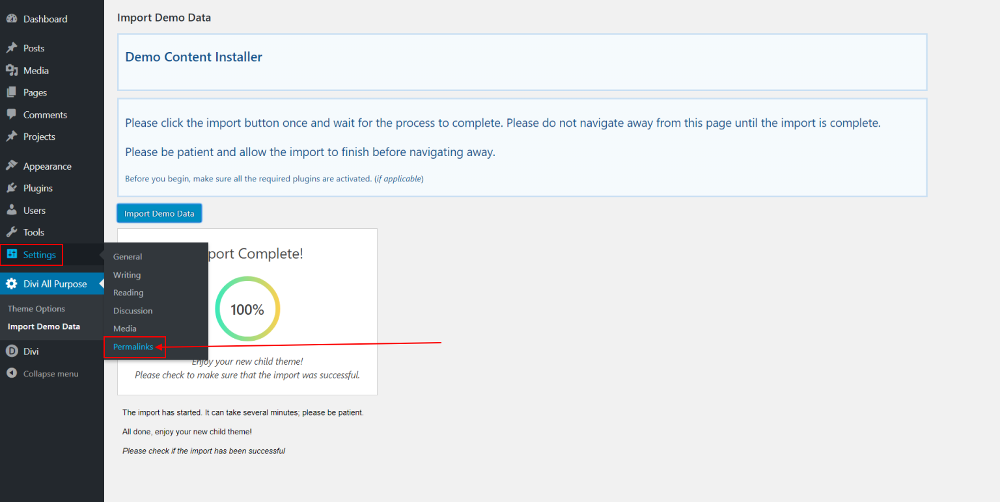 Dashboard
Posts
Media
Pages
Comments
Projects
Appearance
Plugins
Users
Tools
Settings
Divi All Purpose
Theme Options
Import Demo Data
Divi
Collapse menu
General
Writing
Reading
Discussion
Media
Permalinks
Import Demo Data
Demo Content Installer
Please click the import button once and wait for the process to complete. Please do not navigate away from this page until the import is complete.
Please be patient and allow the import to finish before navigating away.
Before you begin, make sure all the required plugins are activated. (if applicable)
Import Demo Data
port Complete!
100%
Enjoy your new child theme!
Please check to make sure that the import was successful.
The import has started. It can take several minutes; please be patient.
All done, enjoy your new child theme!
Please check if the import has been successful